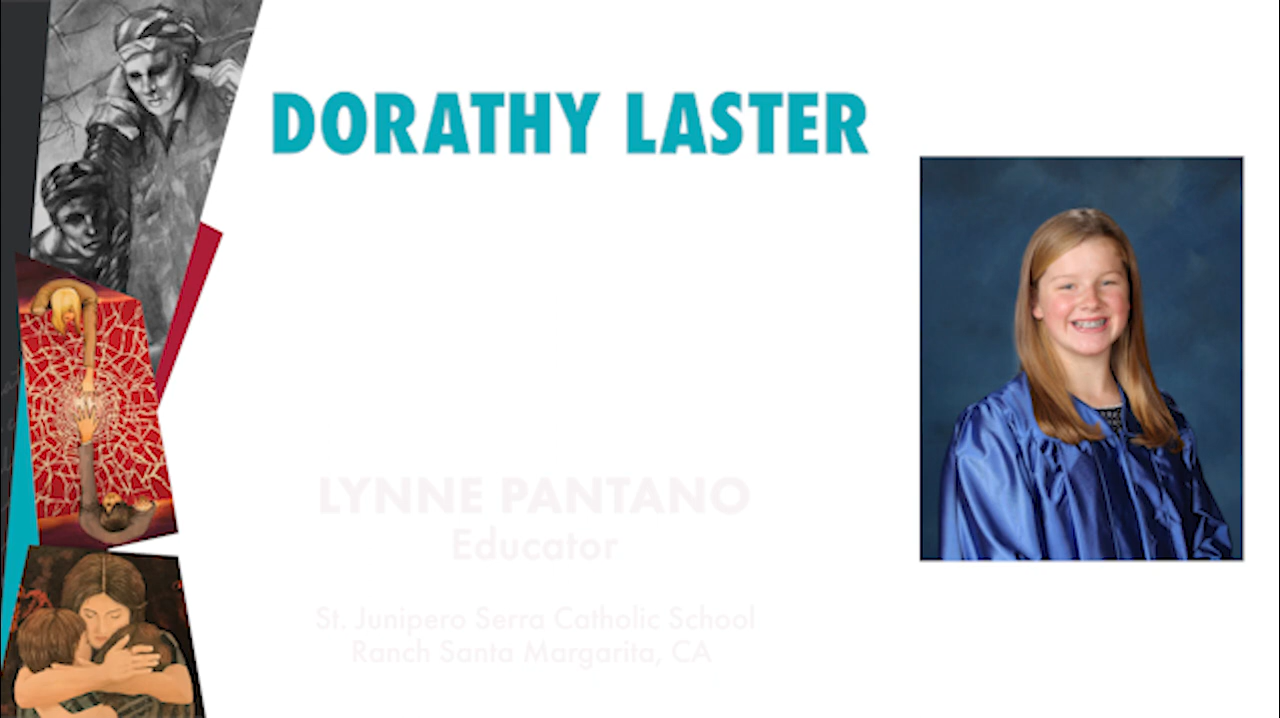 DORATHY LASTER
LYNNE PANTANO
Educator
St. Junipero Serra Catholic School
Ranch Santa Margarita, CA